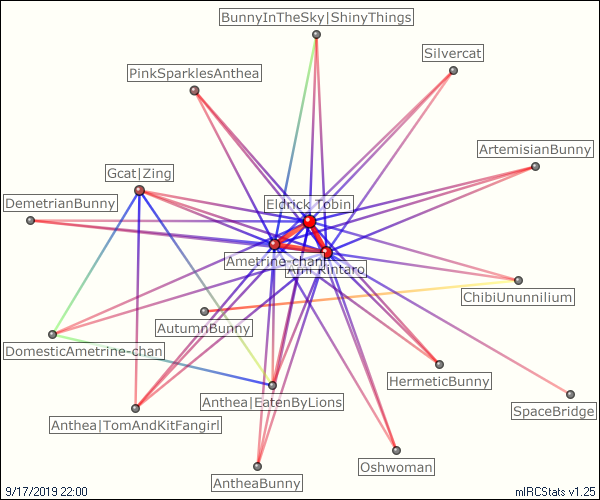 BunnyInTheSky|ShinyThings
Silvercat
PinkSparklesAnthea
ArtemisianBunny
Gcat|Zing
DemetrianBunny
Eldrick_Tobin
Ametrine-chan
Kintaro
ChibiUnunnilium
AutumnBunny
DomesticAmetrine-chan
HermeticBunny
Anthea|EatenByLions
SpaceBridge
Anthea|TomAndKitFangirl
Oshwoman
AntheaBunny
9/17/2019 22:00
mIRCStats v1.25